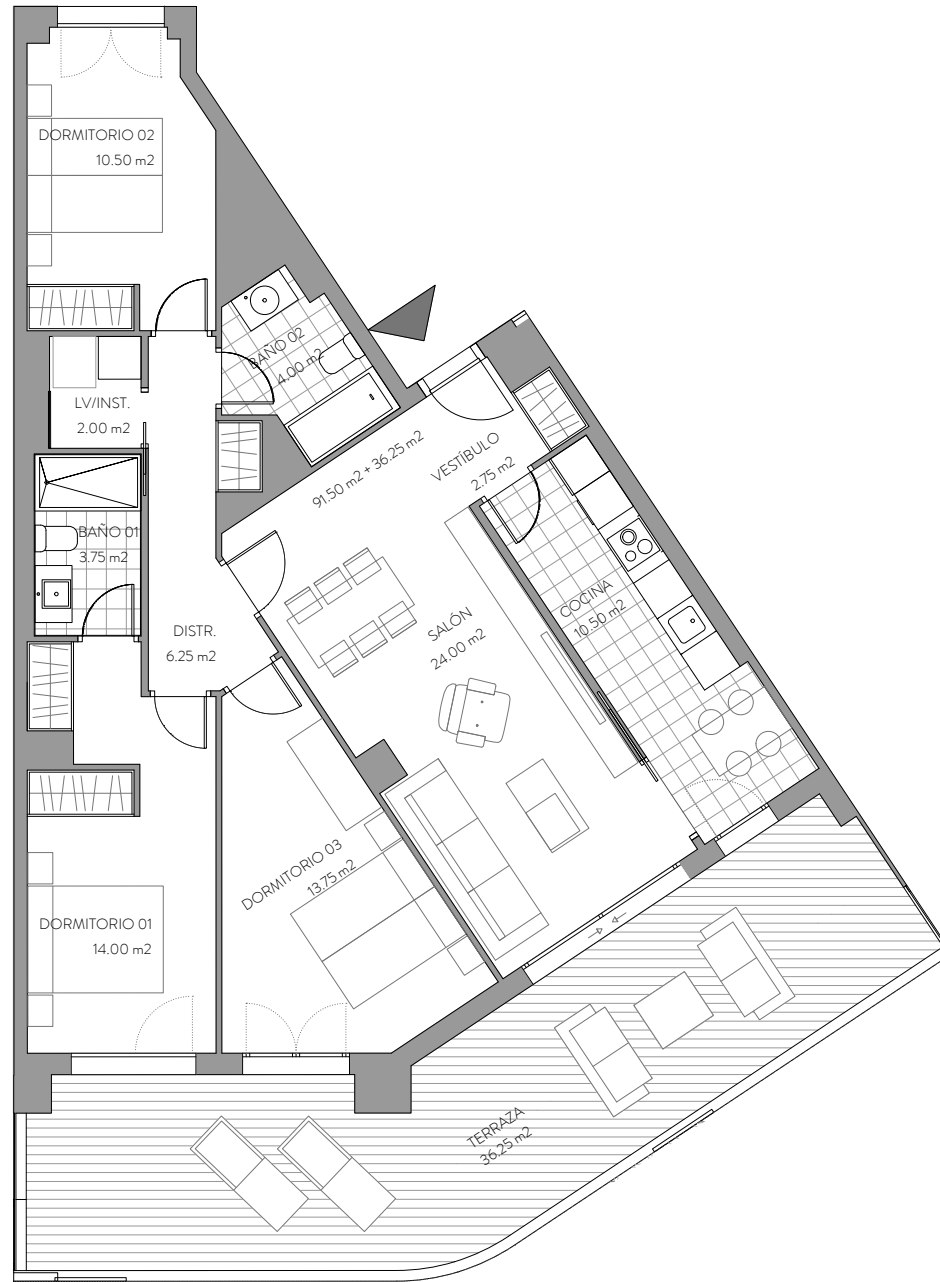 DORMITORIO 02
10.50 m2
BAÑO 02
4.00 m2
LV/INST.
2.00 m2
91.50 m2 + 36.25 m2
VESTÍBULO
2.75 m2
BAÑO 01
3.75 m2
DISTR.
6.25 m2
SALÓN
24.00 m2
COCINA
10.50 m2
DORMITORIO 03
13.75 m2
DORMITORIO 01
14.00 m2
TERRAZA
36.25 m2